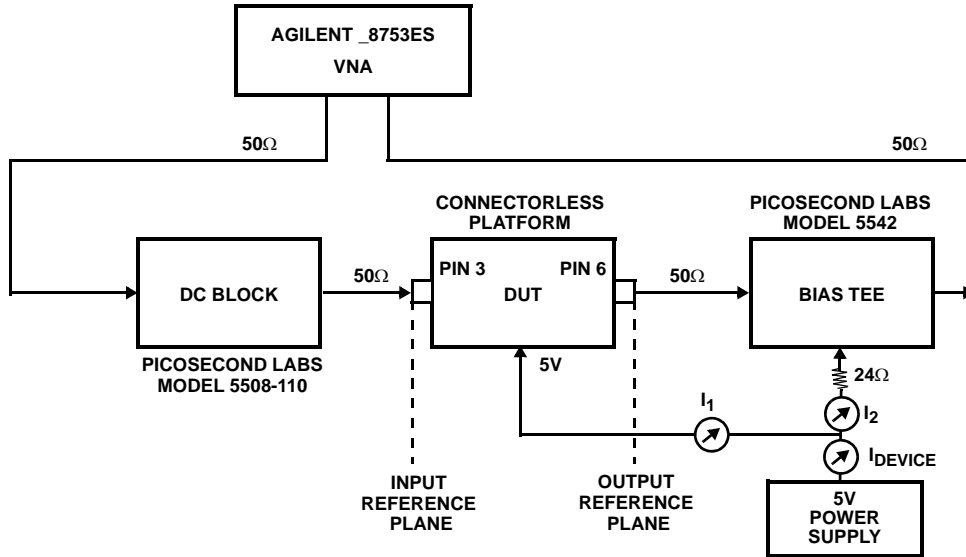 AGILENT _8753ES
VNA
50Ω
50Ω
CONNECTORLESS
PLATFORM
PICOSECOND LABS
MODEL 5542
DC BLOCK
50Ω
PIN 3
PIN 6
DUT
50Ω
BIAS TEE
PICOSECOND LABS
MODEL 5508-110
5V
24Ω
I1
I2
IDEVICE
INPUT
REFERENCE
PLANE
OUTPUT
REFERENCE
PLANE
5V
POWER
SUPPLY